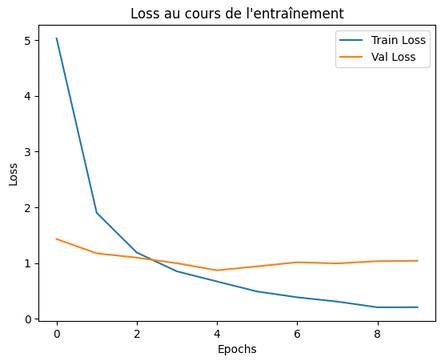 Loss au cours de l'entraînement
Train Loss
Val Loss
Loss
5
4
3
2
1
0
0 2 4 6 8
Epochs